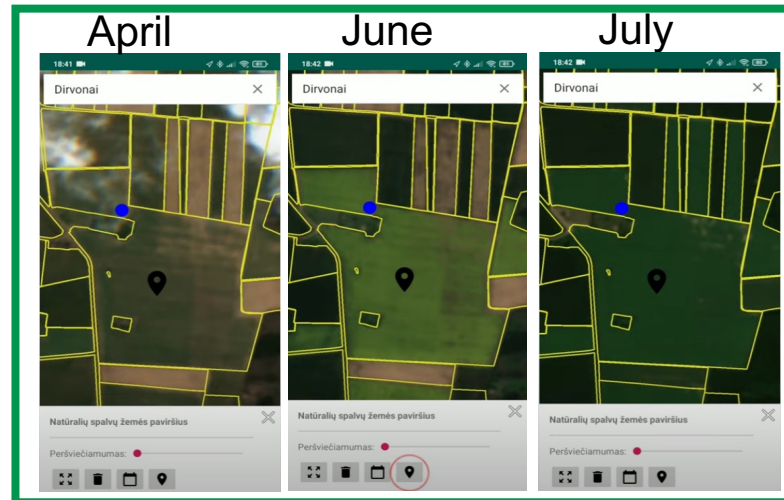 April
June
July
18:41
Dirvonai
Natūralių spalvų žemės paviršius
Peršviečiamumas:
18:42
Dirvonai
Natūralių spalvų žemės paviršius
Peršviečiamumas:
18:42
Dirvonai
Natūralių spalvų žemės paviršius
Peršviečiamumas: